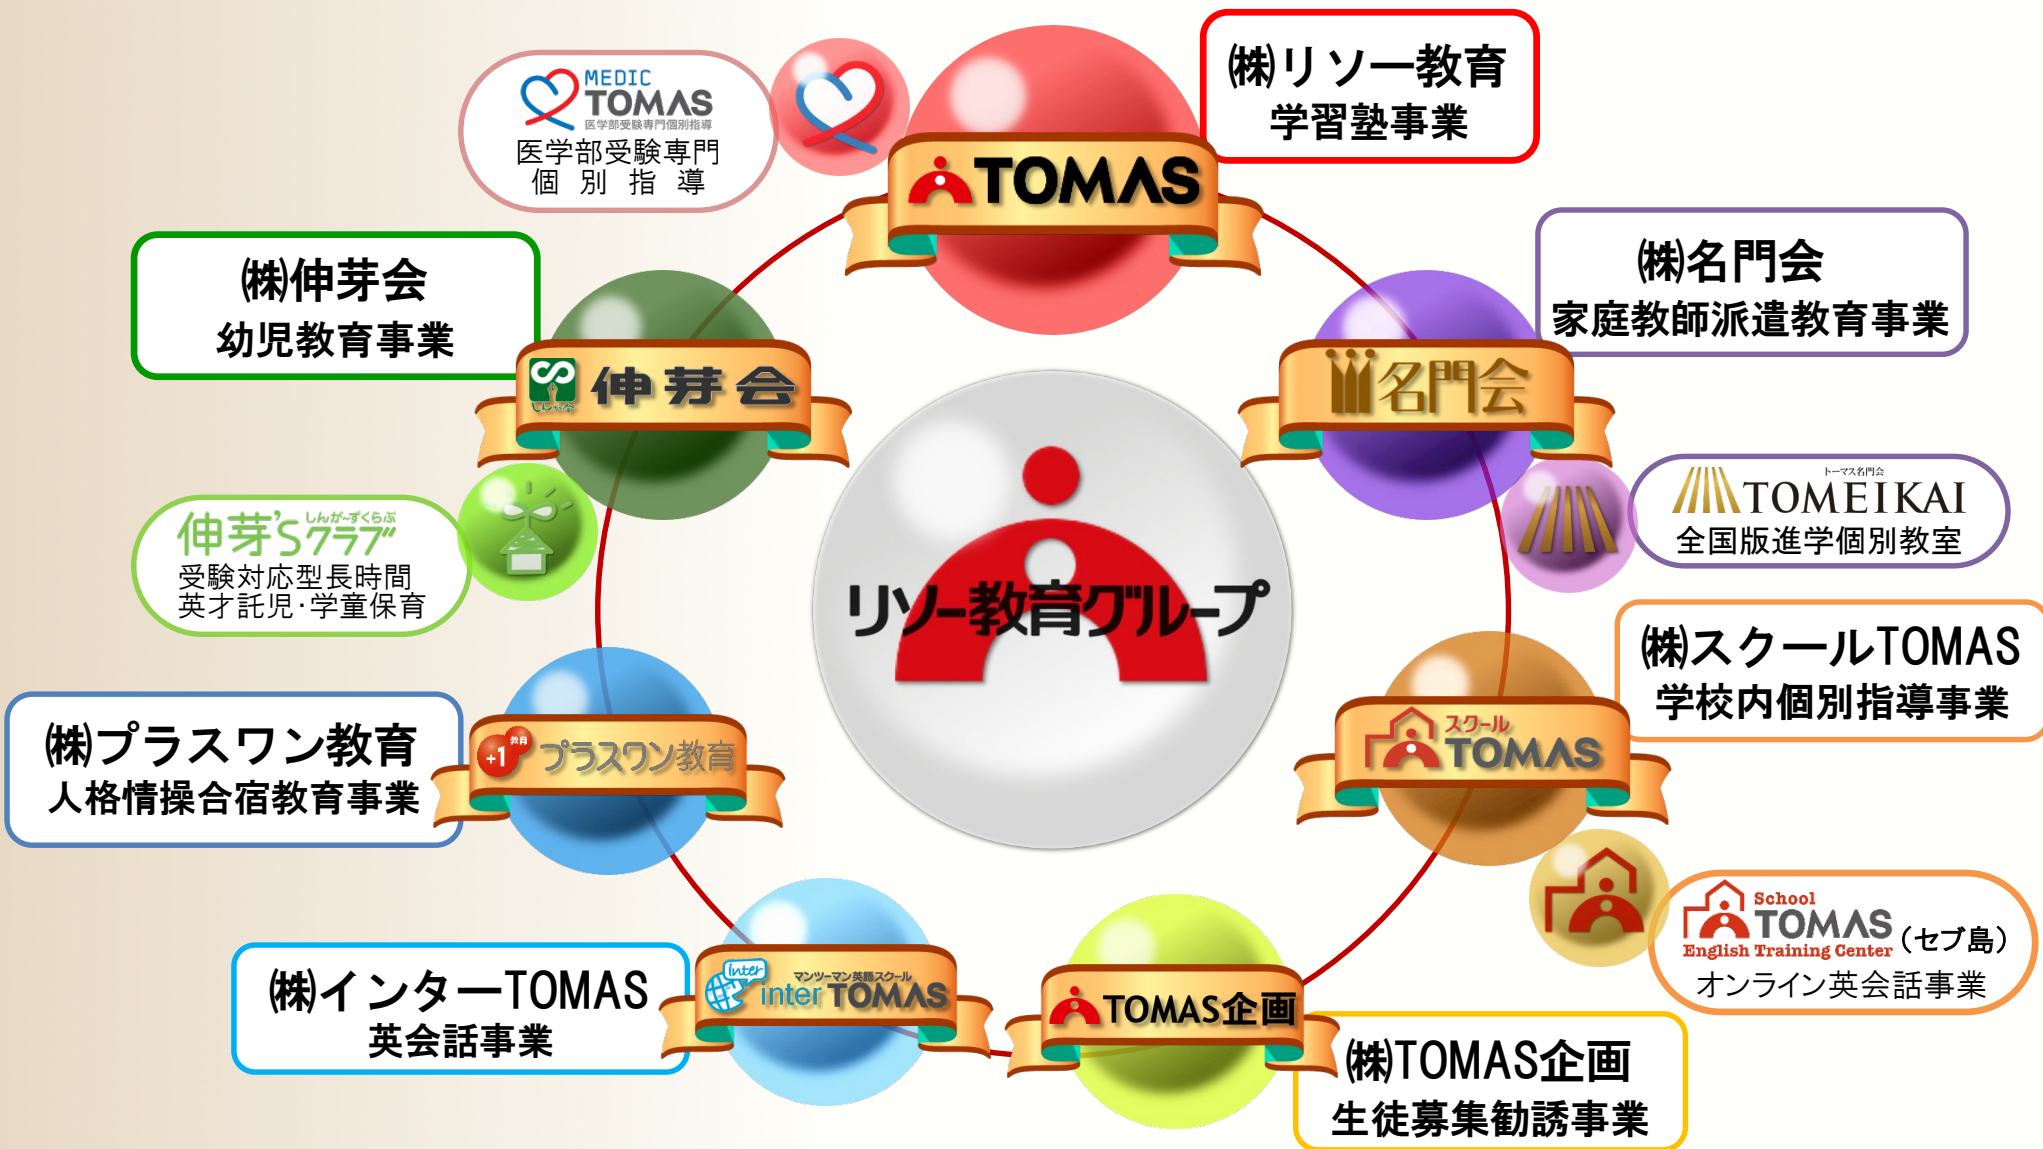 MEDIC
TOMAS
医学部受験専門個別指導
医学部受験専門
個 別 指 導
TOMAS
㈱リソー教育
学習塾事業
㈱伸芽会
幼児教育事業
しんが会
伸芽会
㈱名門会
家庭教師派遣教育事業
名門会
伸芽'Sクラブ
しんが~ずくらぶ
受験対応型長時間
英才託児・学童保育
トーマス名門会
TOMEIKAI
全国版進学個別教室
リソー教育グループ
㈱プラスワン教育
人格情操合宿教育事業
+1
教育
プラスワン教育
㈱スクールTOMAS
学校内個別指導事業
スクール
TOMAS
School
TOMAS
English Training Center
(セブ島)
オンライン英会話事業
㈱インターTOMAS
英会話事業
inter
マンツーマン英語スクール
inter TOMAS
TOMAS企画
㈱TOMAS企画
生徒募集勧誘事業